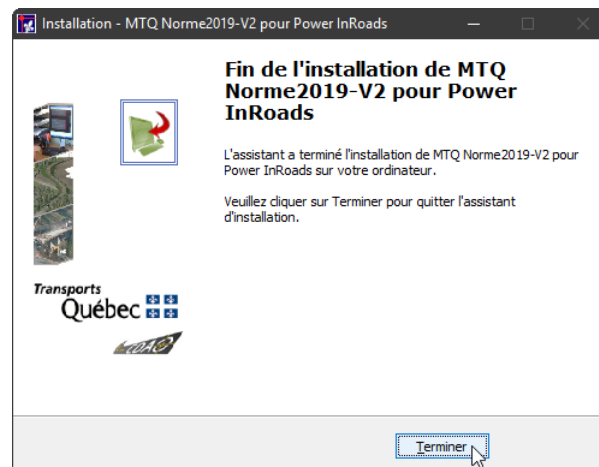 Installation - MTQ Norme2019-V2 pour Power InRoads
Fin de l'installation de MTQ
Norme2019-V2 pour Power
InRoads
L'assistant a terminé l'installation de MTQ Norme2019-V2 pour
Power InRoads sur votre ordinateur.
Veuillez cliquer sur Terminer pour quitter l'assistant
d'installation.
Transports
Québec
CDAO
Terminer